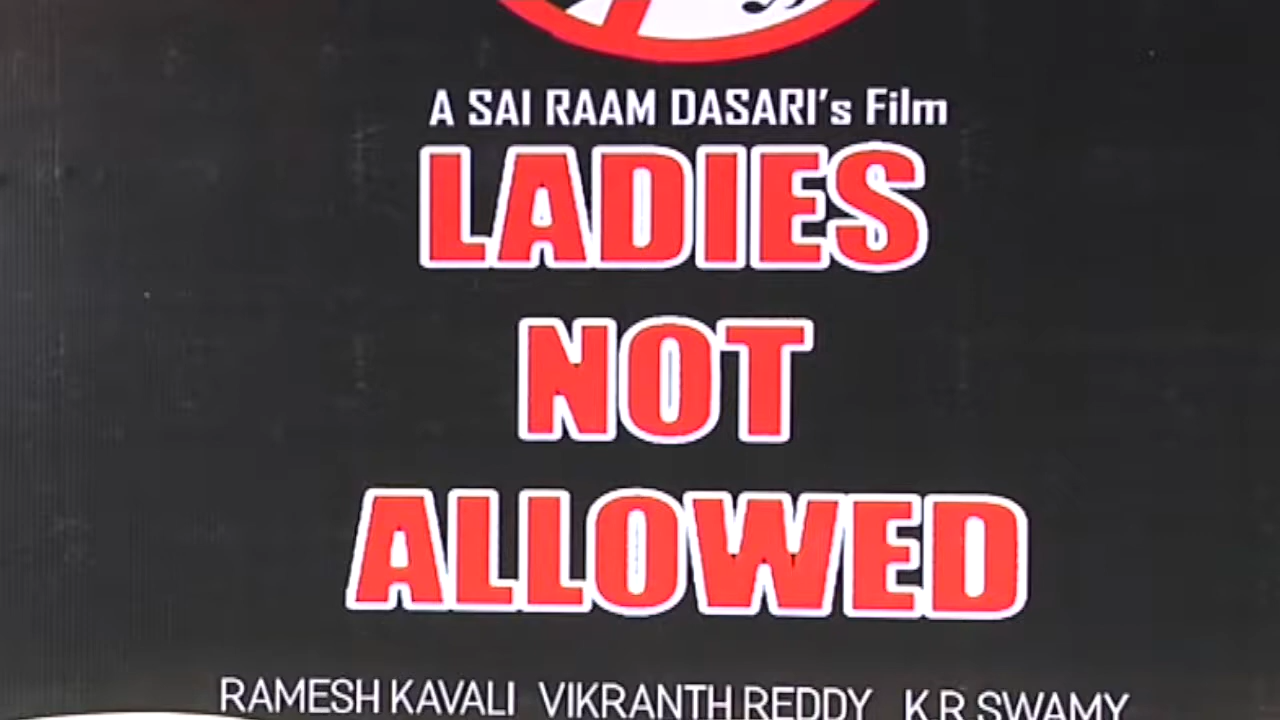 A SAI RAAM DASARI's Film
LADIES
NOT
ALLOWED
RAMESH KAVALI VIKRANTH REDDY K.R SWAMY